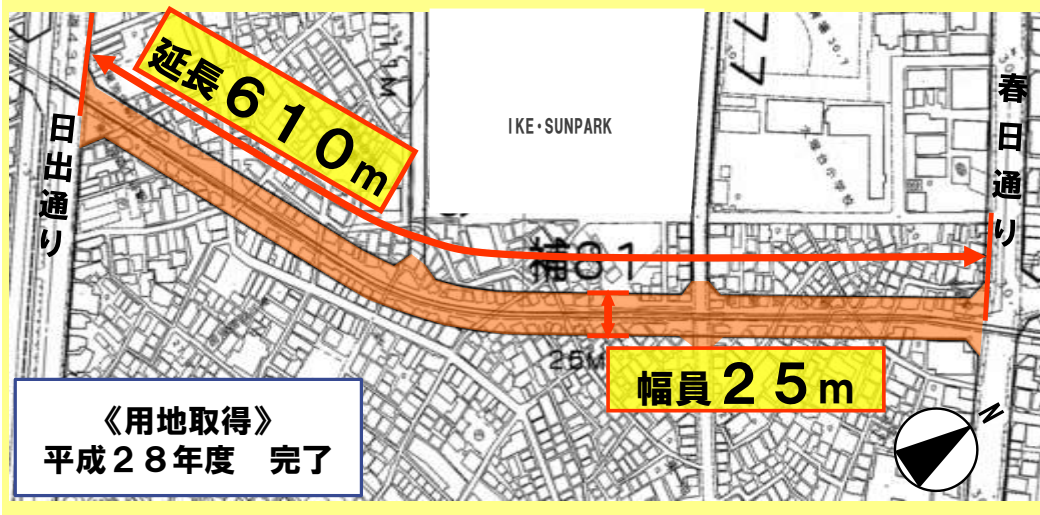 延長610m
IKE・SUNPARK
日出通り
春日通り
補81
25M
幅員25m
《用地取得》
平成28年度　完了
N